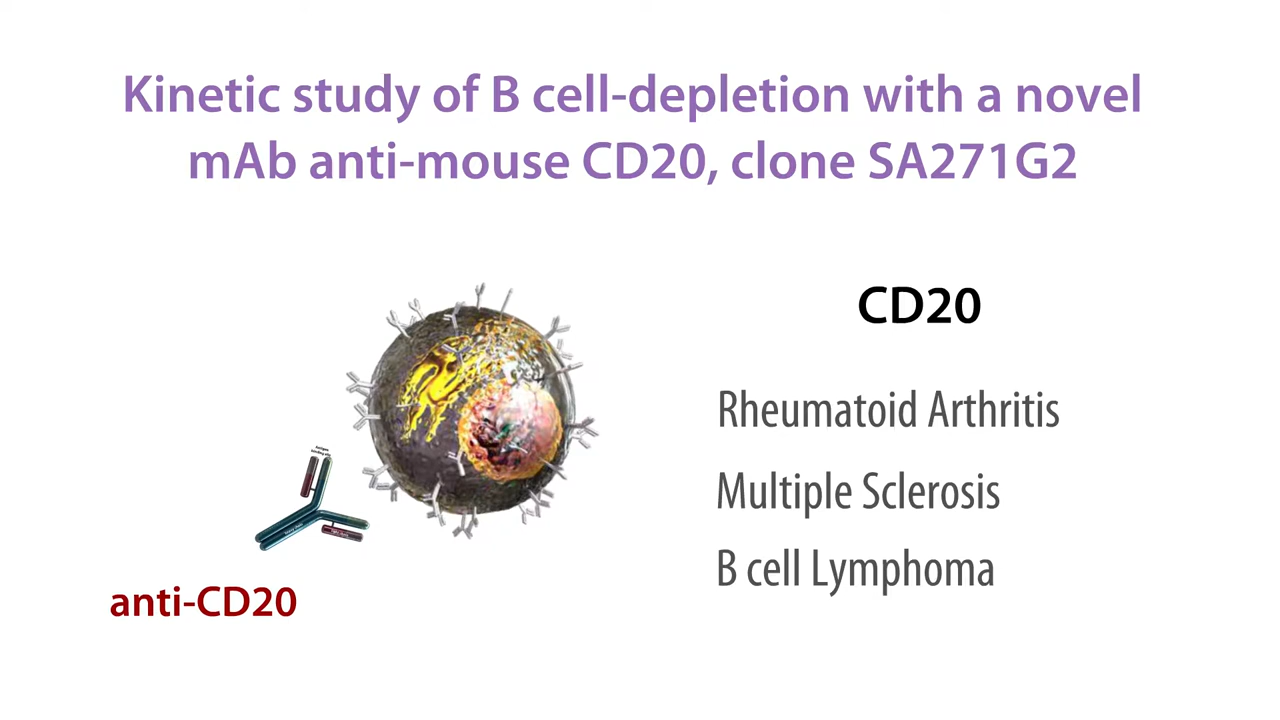 Kinetic study of B cell-depletion with a novel
mAb anti-mouse CD20, clone SA271G2
CD20
Rheumatoid Arthritis
Multiple Sclerosis
B cell Lymphoma
anti-CD20